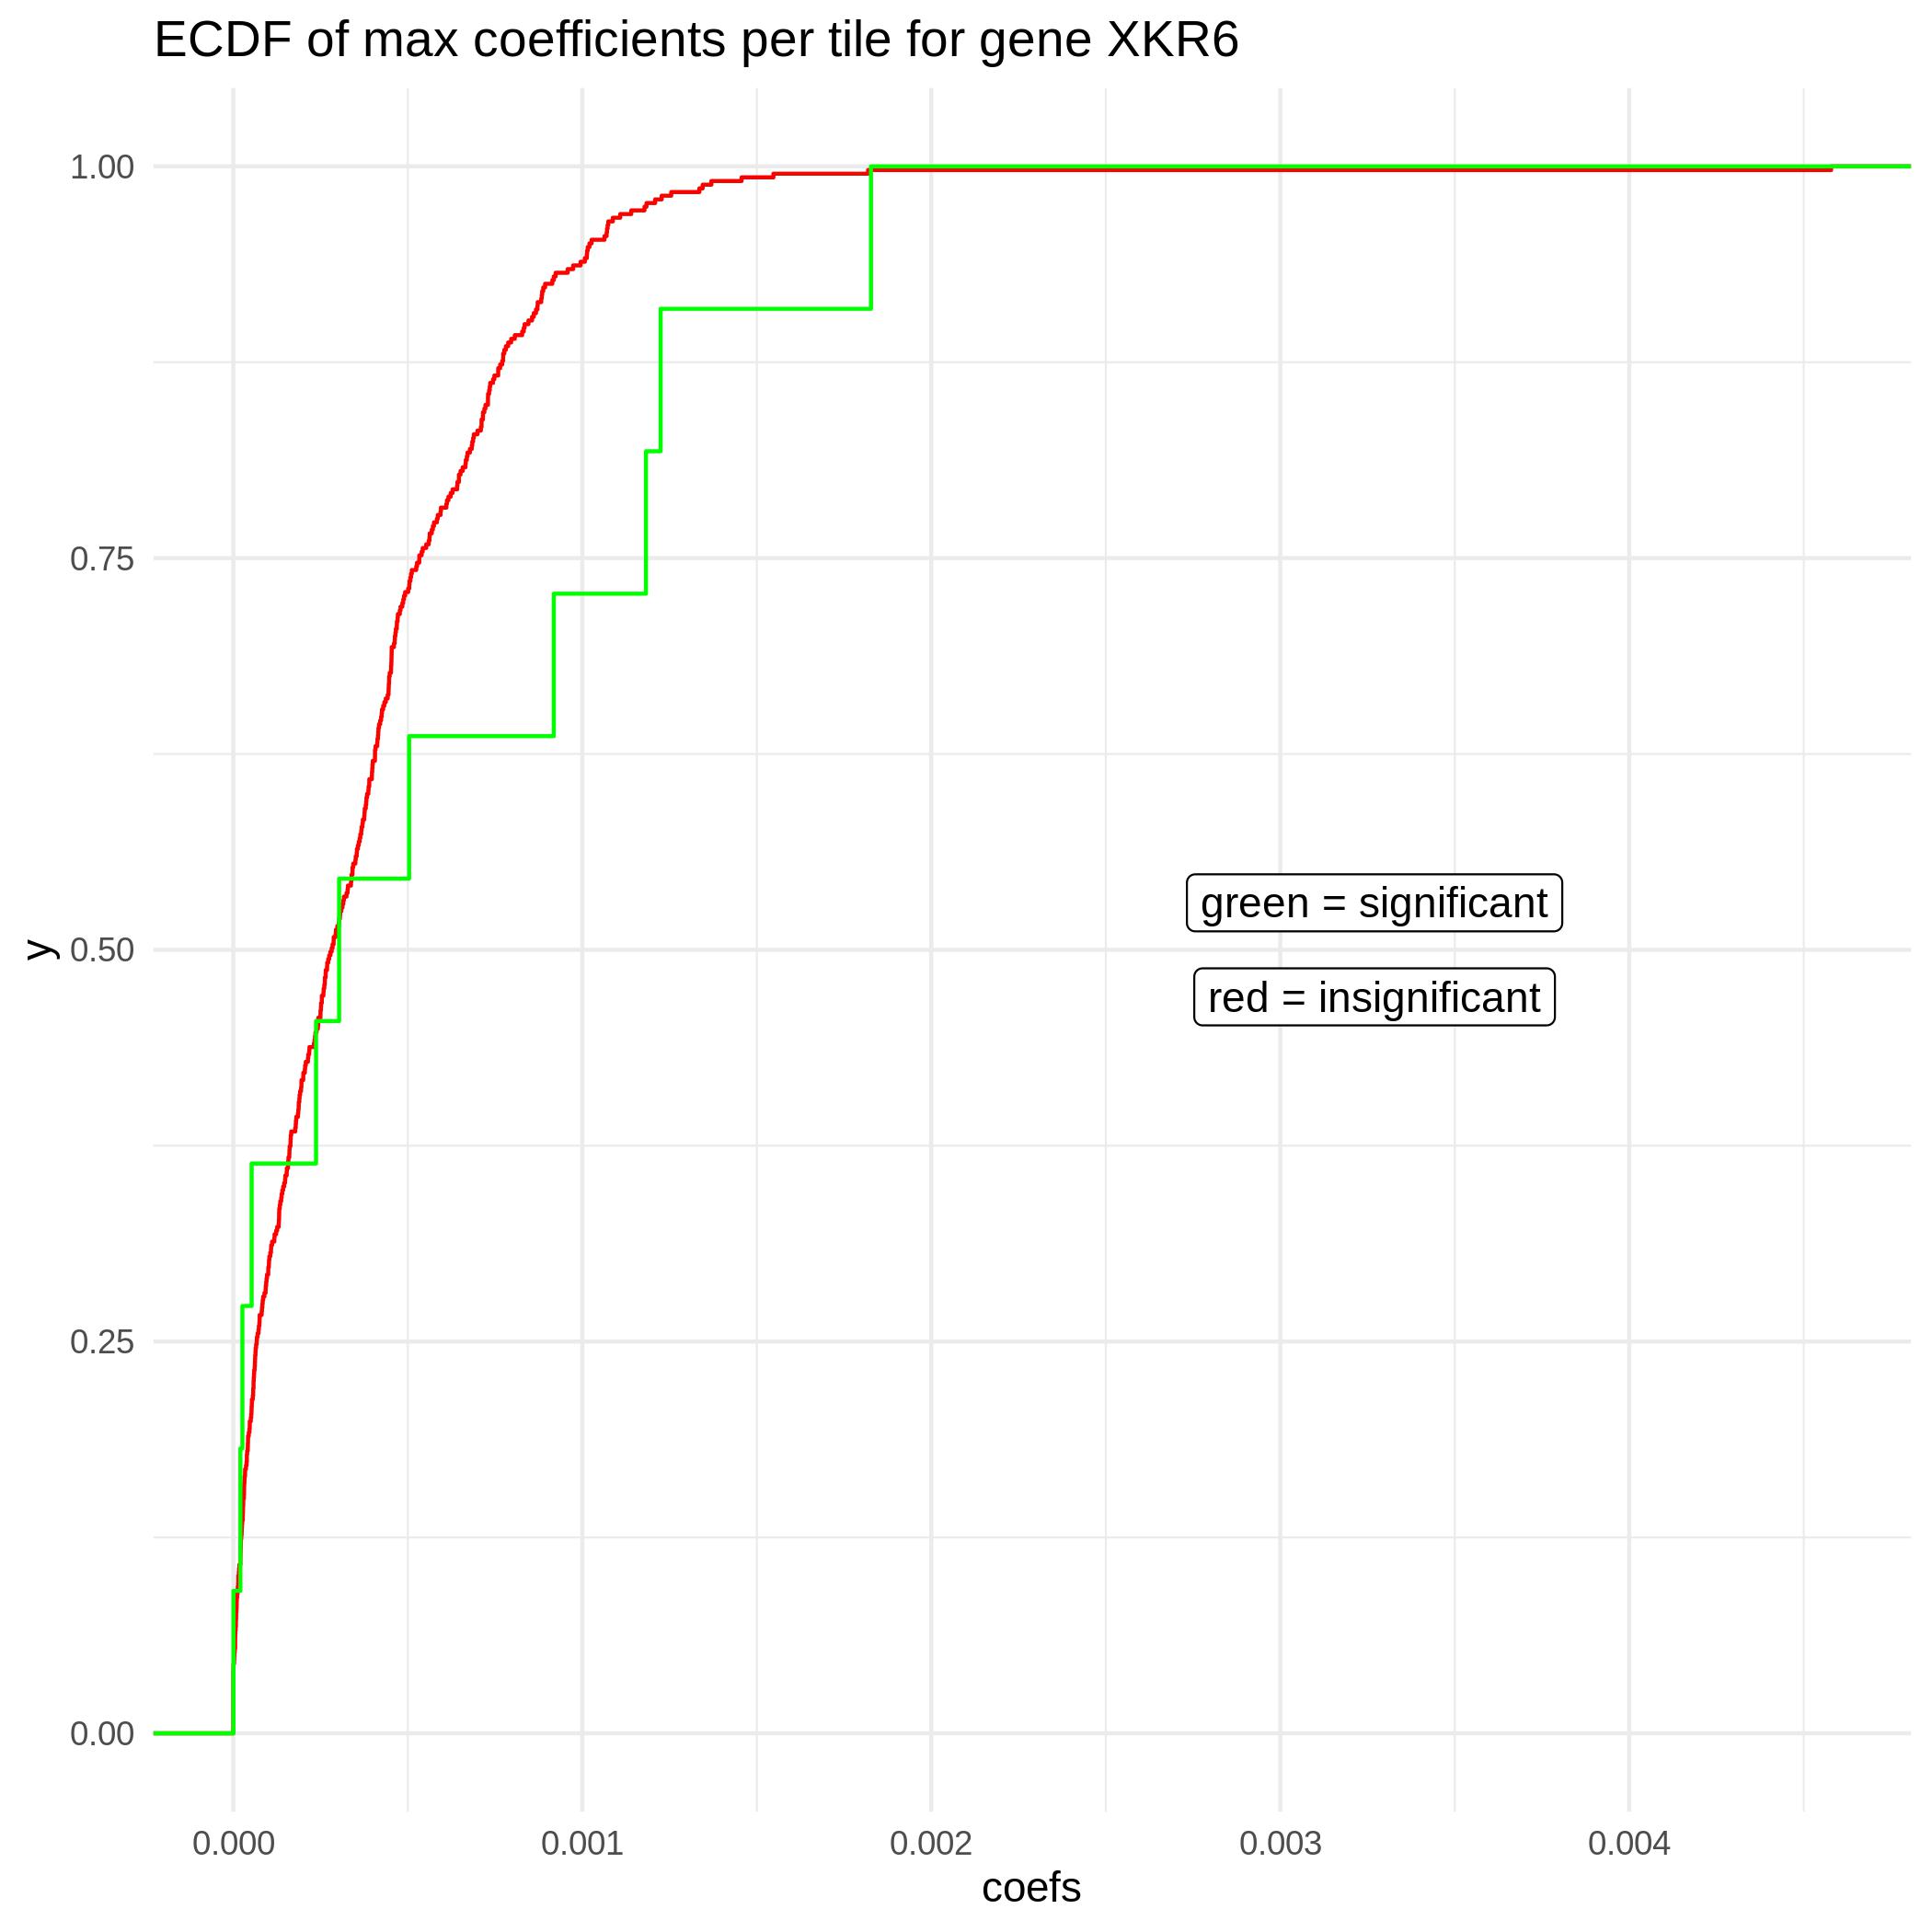 ECDF of max coefficients per tile for gene XKR6
1.00
0.75
0.50
0.25
0.00
y
green = significant
red = insignificant
0.000 0.001 0.002 0.003 0.004
coefs